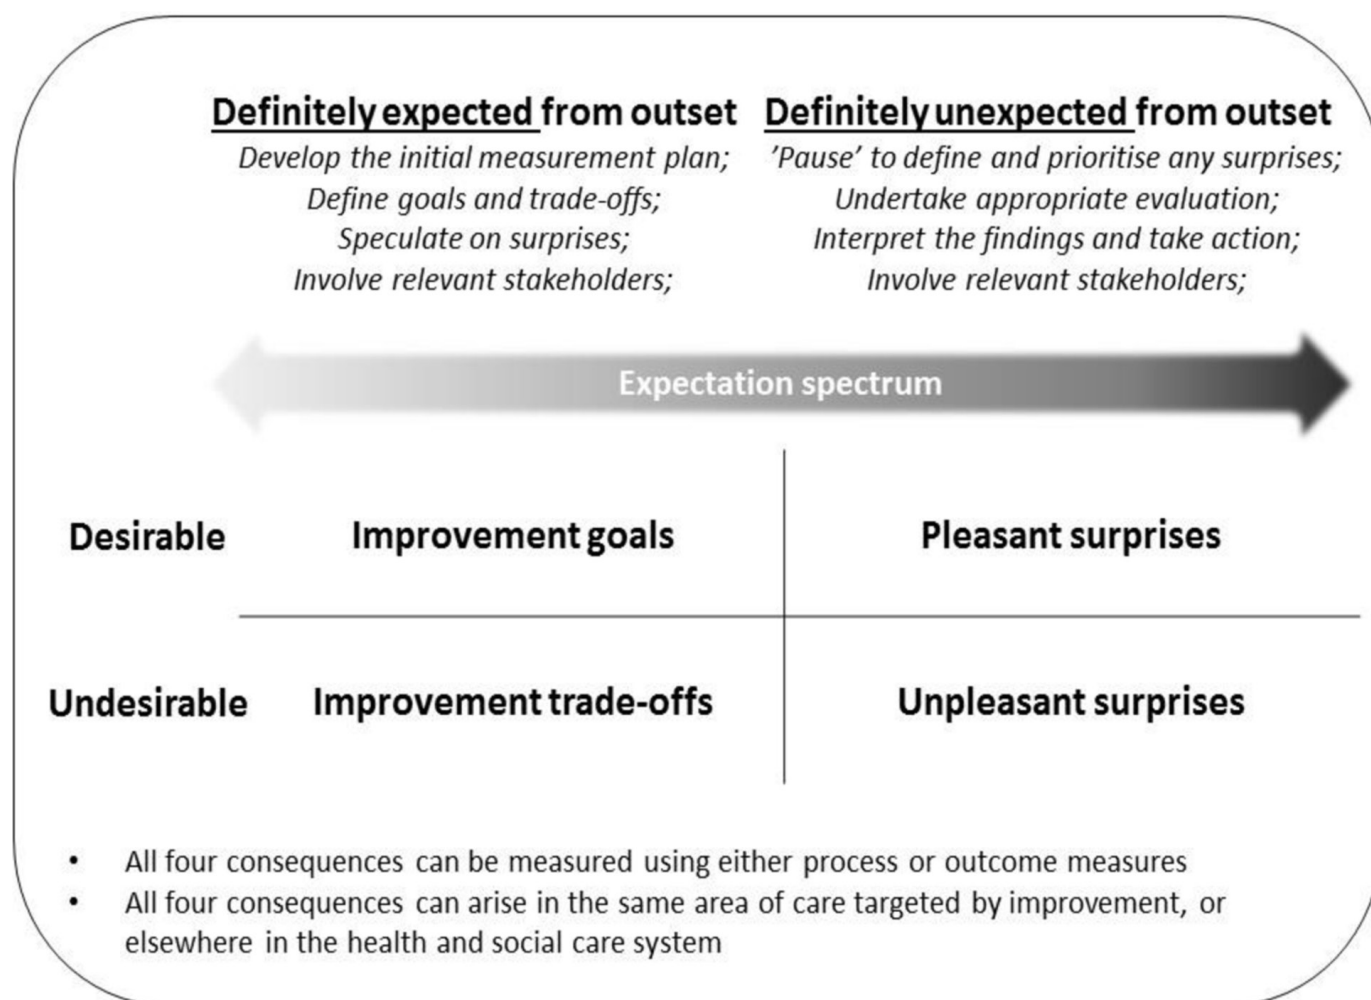 Definitely expected from outset
Develop the initial measurement plan;
Define goals and trade-offs;
Speculate on surprises;
Involve relevant stakeholders;
Definitely unexpected from outset
’Pause’ to define and prioritise any surprises;
Undertake appropriate evaluation;
Interpret the findings and take action;
Involve relevant stakeholders;
Expectation spectrum
Desirable
Improvement goals
Pleasant surprises
Undesirable
Improvement trade-offs
Unpleasant surprises
• All four consequences can be measured using either process or outcome measures
• All four consequences can arise in the same area of care targeted by improvement, or
elsewhere in the health and social care system